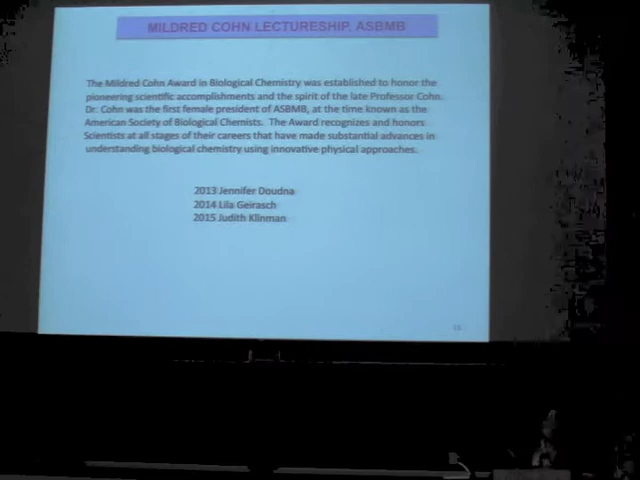 MILDRED COHN LECTURESHIP, ASBMB
The Mildred Cohn Award in Biological Chemistry was established to honor the
pioneering scientific accomplishments and the spirit of the late Professor Cohn.
Dr. Cohn was the first female president of ASBMB, at the time known as the
American Society of Biological Chemists. The Award recognizes and honors
Scientists at all stages of their careers that have made substantial advances in
understanding biological chemistry using innovative physical approaches.
2013 Jennifer Doudna
2014 Lila Geirasch
2015 Judith Klinman